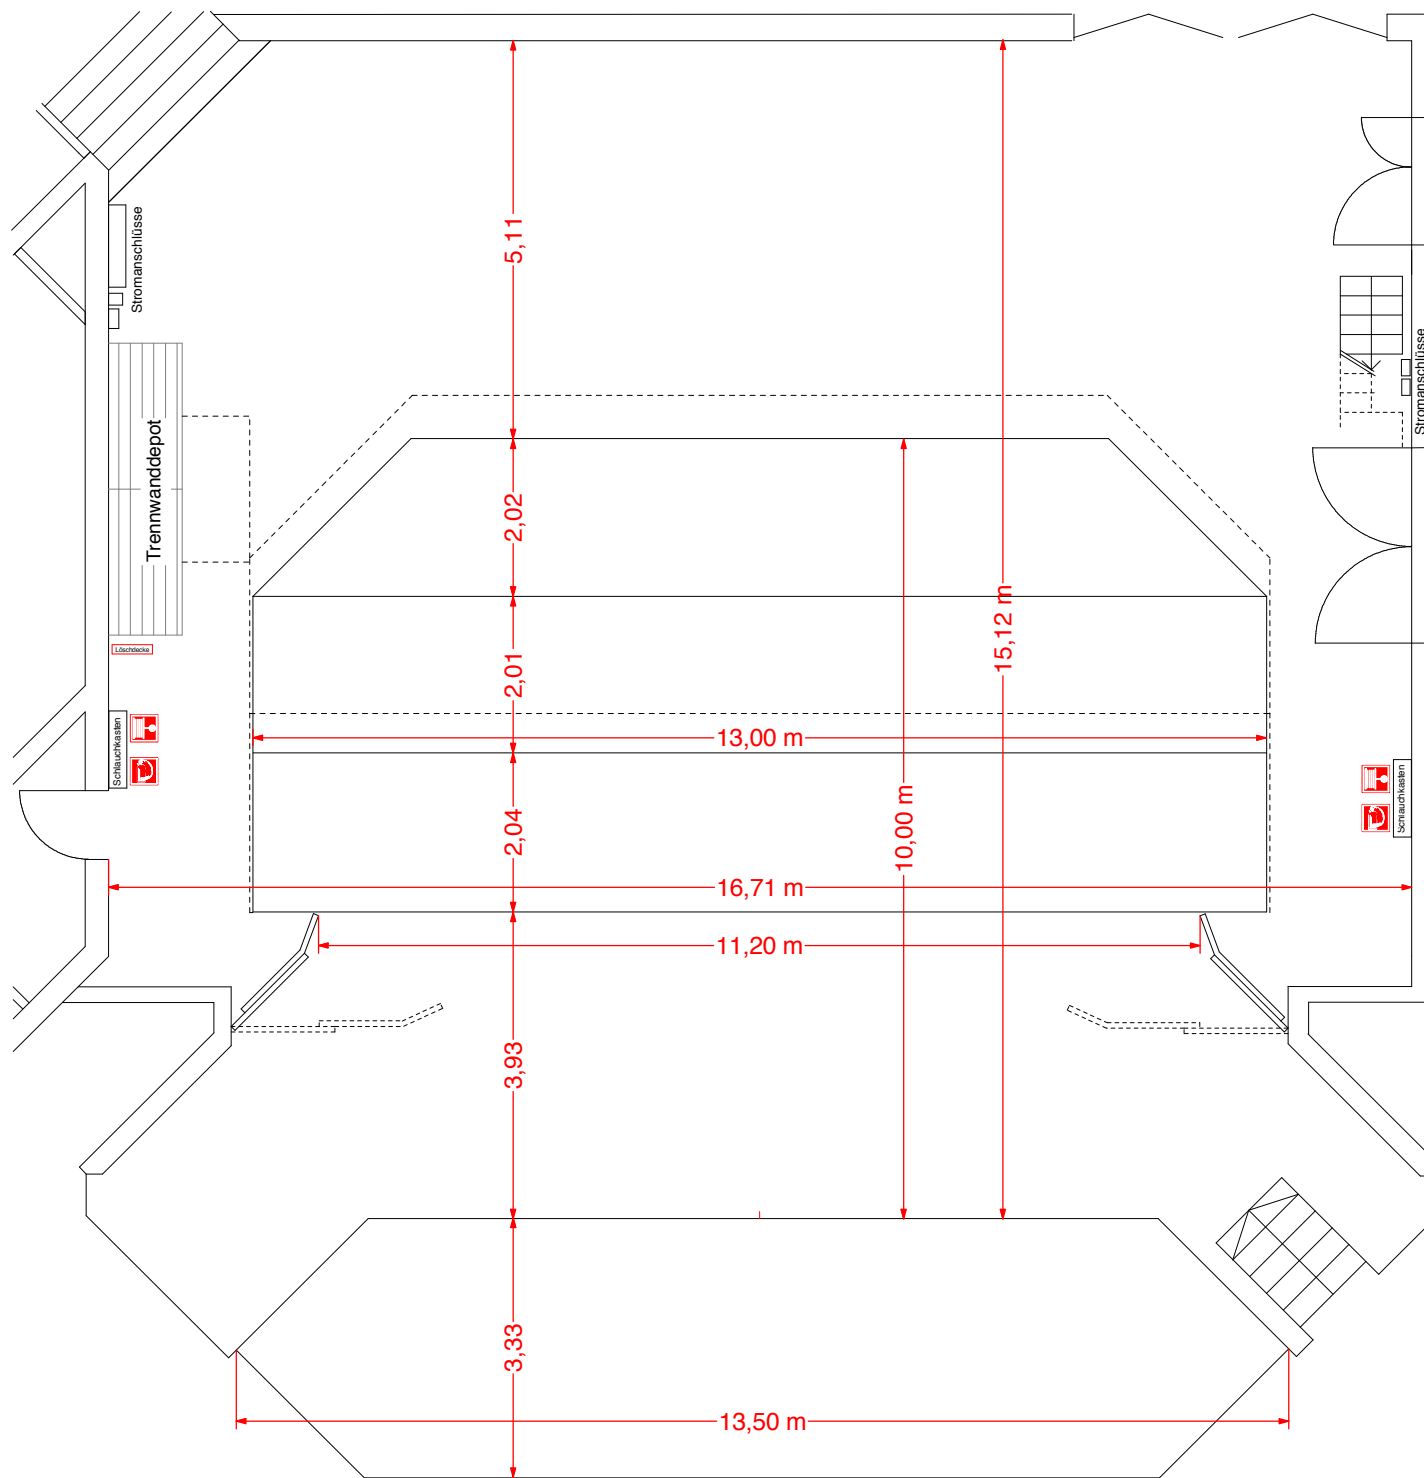 5,11
Stromanschlüsse
Stromanschlüsse
Trennwanddepot
2,02
15,12 m
2,01
Löschdecke
13,00 m
Schlauchkasten
Schlauchkasten
2,04
10,00 m
16,71 m
11,20 m
3,93
3,33
13,50 m